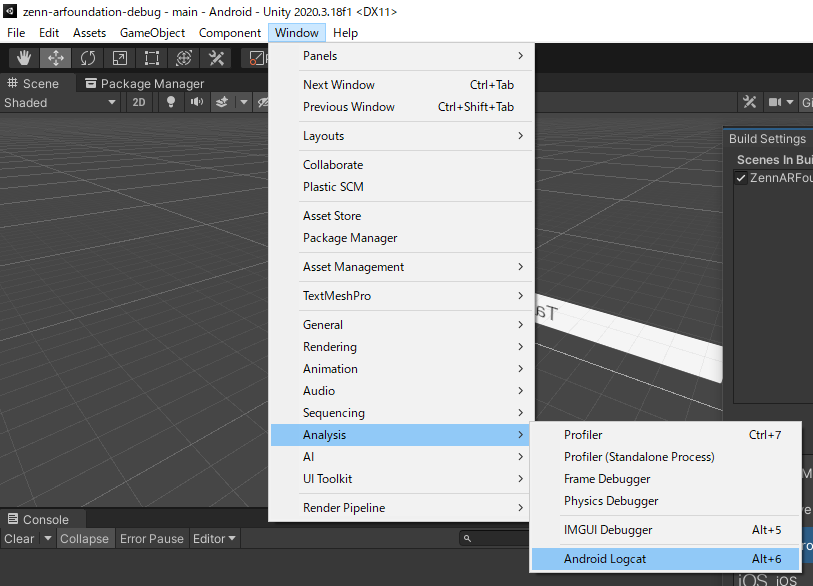 zenn-arfoundation-debug - main - Android - Unity 2020.3.18f1 <DX11>
File Edit Assets GameObject Component Window Help
Scene Package Manager
Shaded 2D
Panels
Next Window Ctrl+Tab
Previous Window Ctrl+Shift+Tab
Layouts
Collaborate
Plastic SCM
Asset Store
Package Manager
Asset Management
TextMeshPro
General
Rendering
Animation
Audio
Sequencing
Analysis
AI
UI Toolkit
Render Pipeline
Profiler Ctrl+7
Profiler (Standalone Process)
Frame Debugger
Physics Debugger
IMGUI Debugger Alt+5
Android Logcat Alt+6
Build Settings
Scenes In Bui
ZennARFou
Console
Clear Collapse Error Pause Editor
iOS iOS